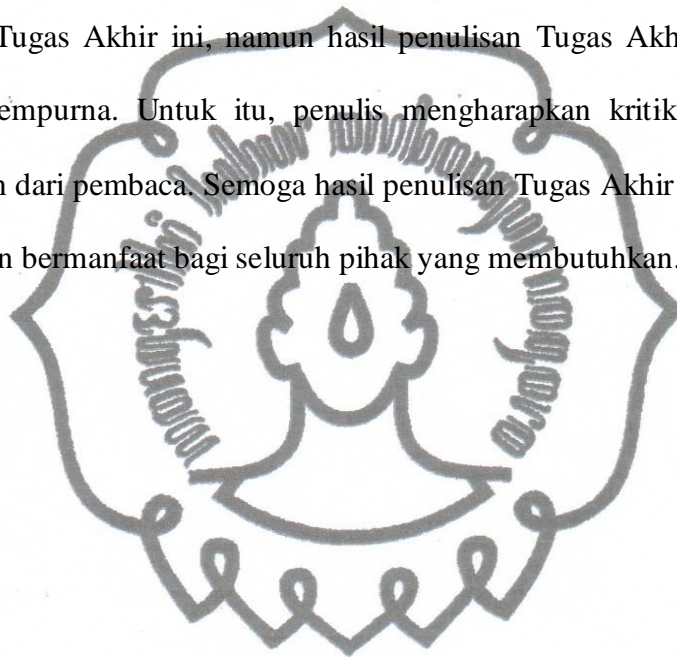 Tugas Akhir ini, namun hasil penulisan Tugas Akh
empurna. Untuk itu, penulis mengharapkan kritik
n dari pembaca. Semoga hasil penulisan Tugas Akhir
n bermanfaat bagi seluruh pihak yang membutuhkan.